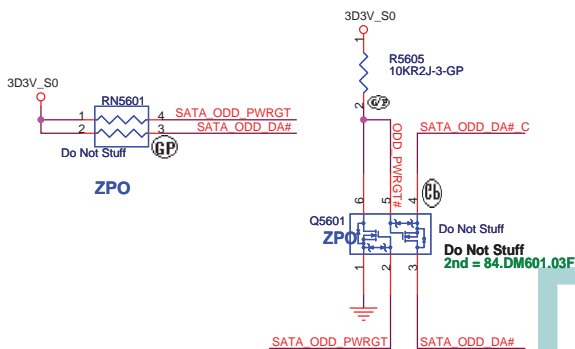 3D3V_S0
RN5601
1 4 SATA_ODD_PWRGT
2 3 SATA_ODD_DA#
Do Not Stuff
GP
ZPO
3D3V_S0
1
R5605
10KR2J-3-GP
2
G/P
ODD_PWRGT#
SATA_ODD_DA#_C
6 5 4
Q5601
ZPO
Do Not Stuff
Do Not Stuff
2nd = 84.DM601.03F
1 2 3
SATA_ODD_PWRGT
SATA_ODD_DA#